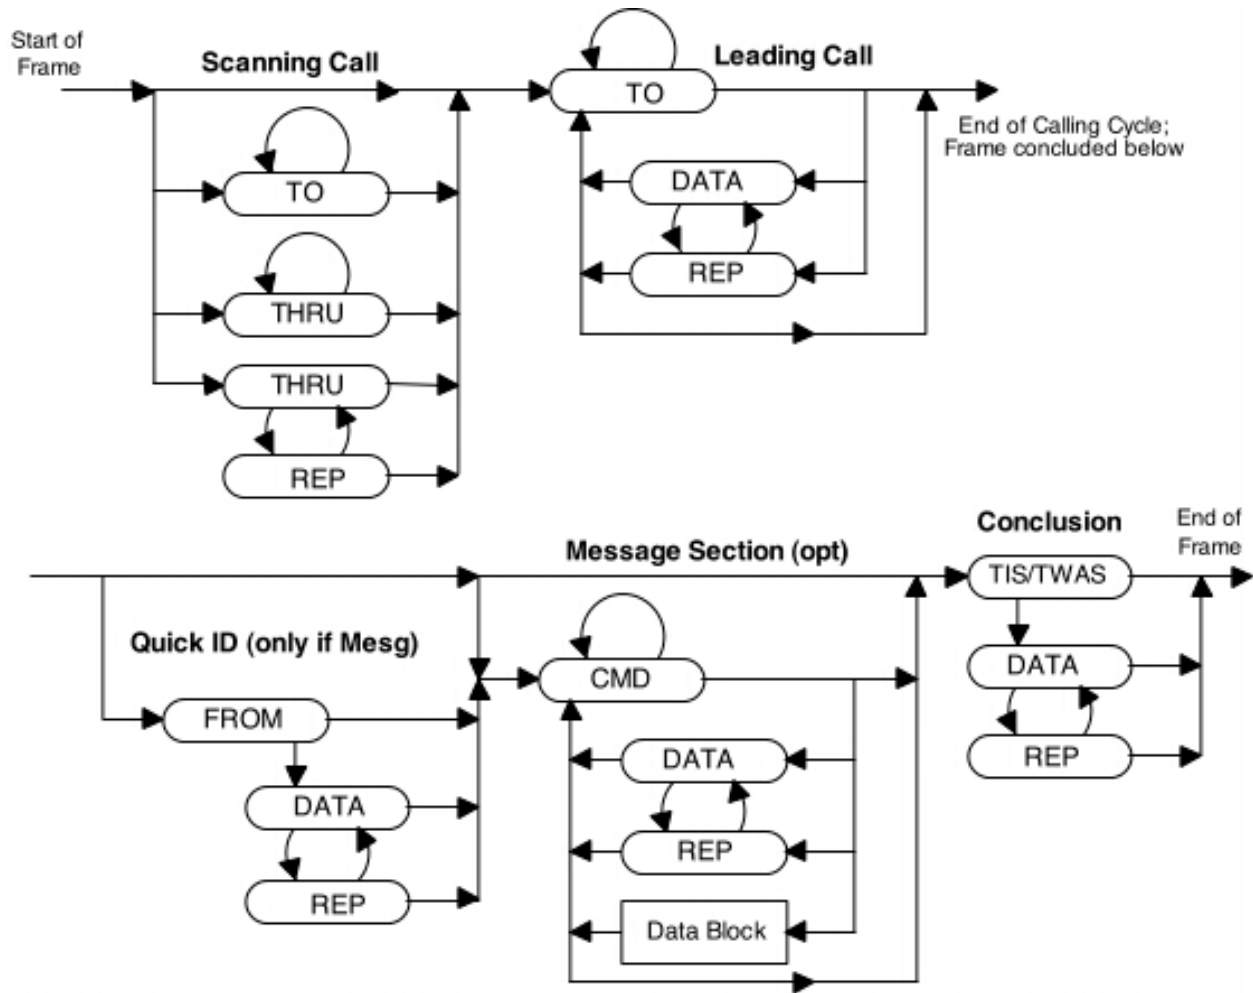 Start of
Frame
Scanning Call
Leading Call
TO
End of Calling Cycle;
Frame concluded below
TO
DATA
REP
THRU
THRU
REP
Conclusion
End of
Frame
Message Section (opt)
TIS/TWAS
Quick ID (only if Mesg)
CMD
DATA
FROM
DATA
REP
DATA
REP
REP
Data Block